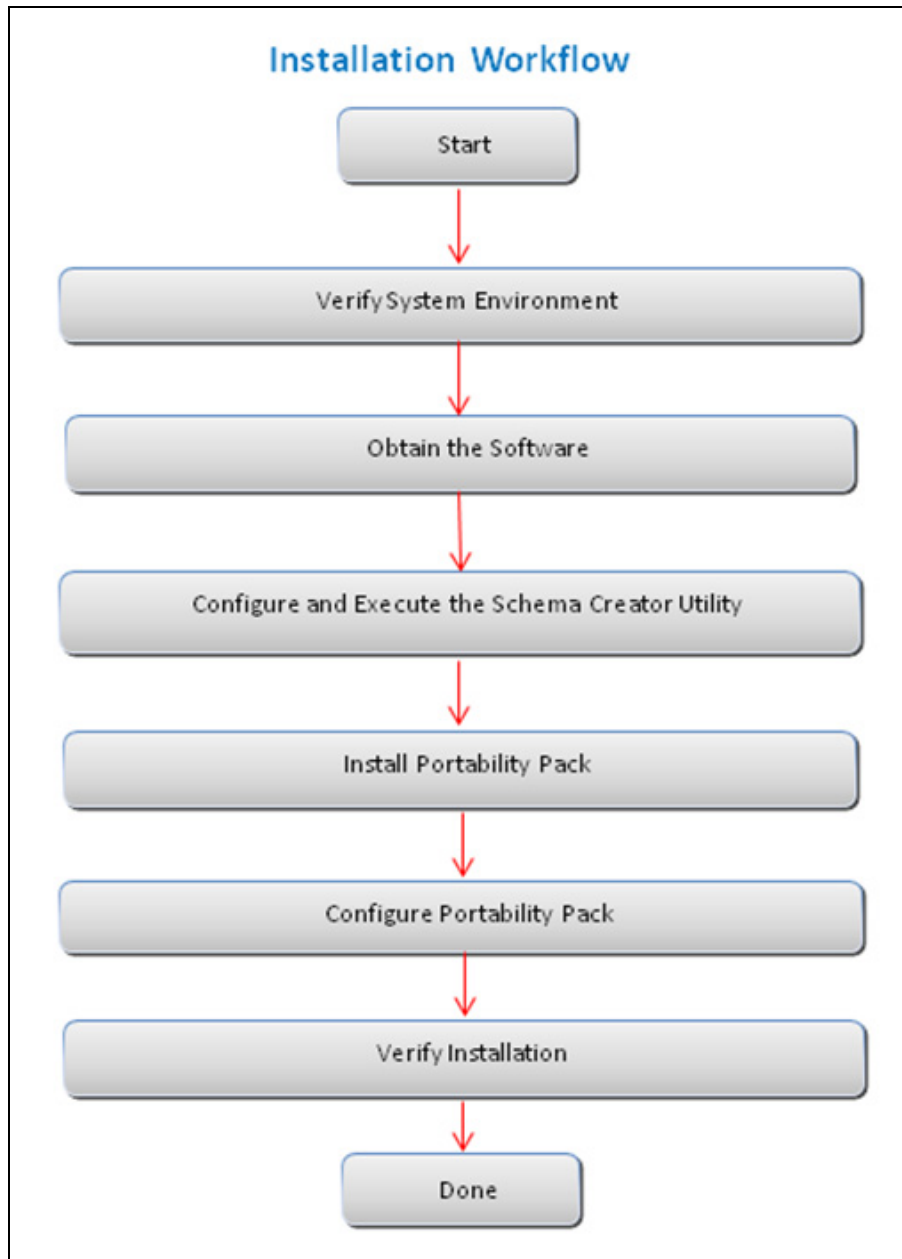 Installation Workflow
Start
Verify System Environment
Obtain the Software
Configure and Execute the Schema Creator Utility
Install Portability Pack
Configure Portability Pack
Verify Installation
Done